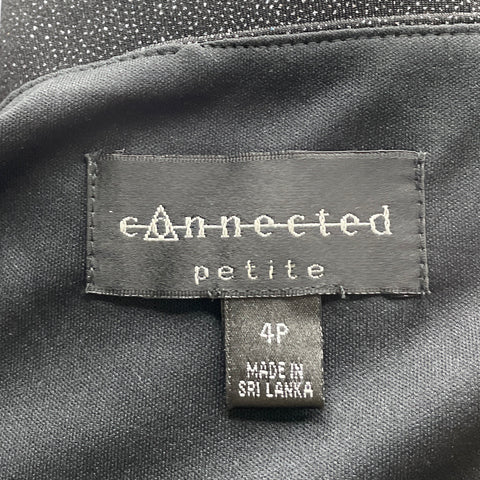 connected
petite
4P
MADE IN
SRI LANKA